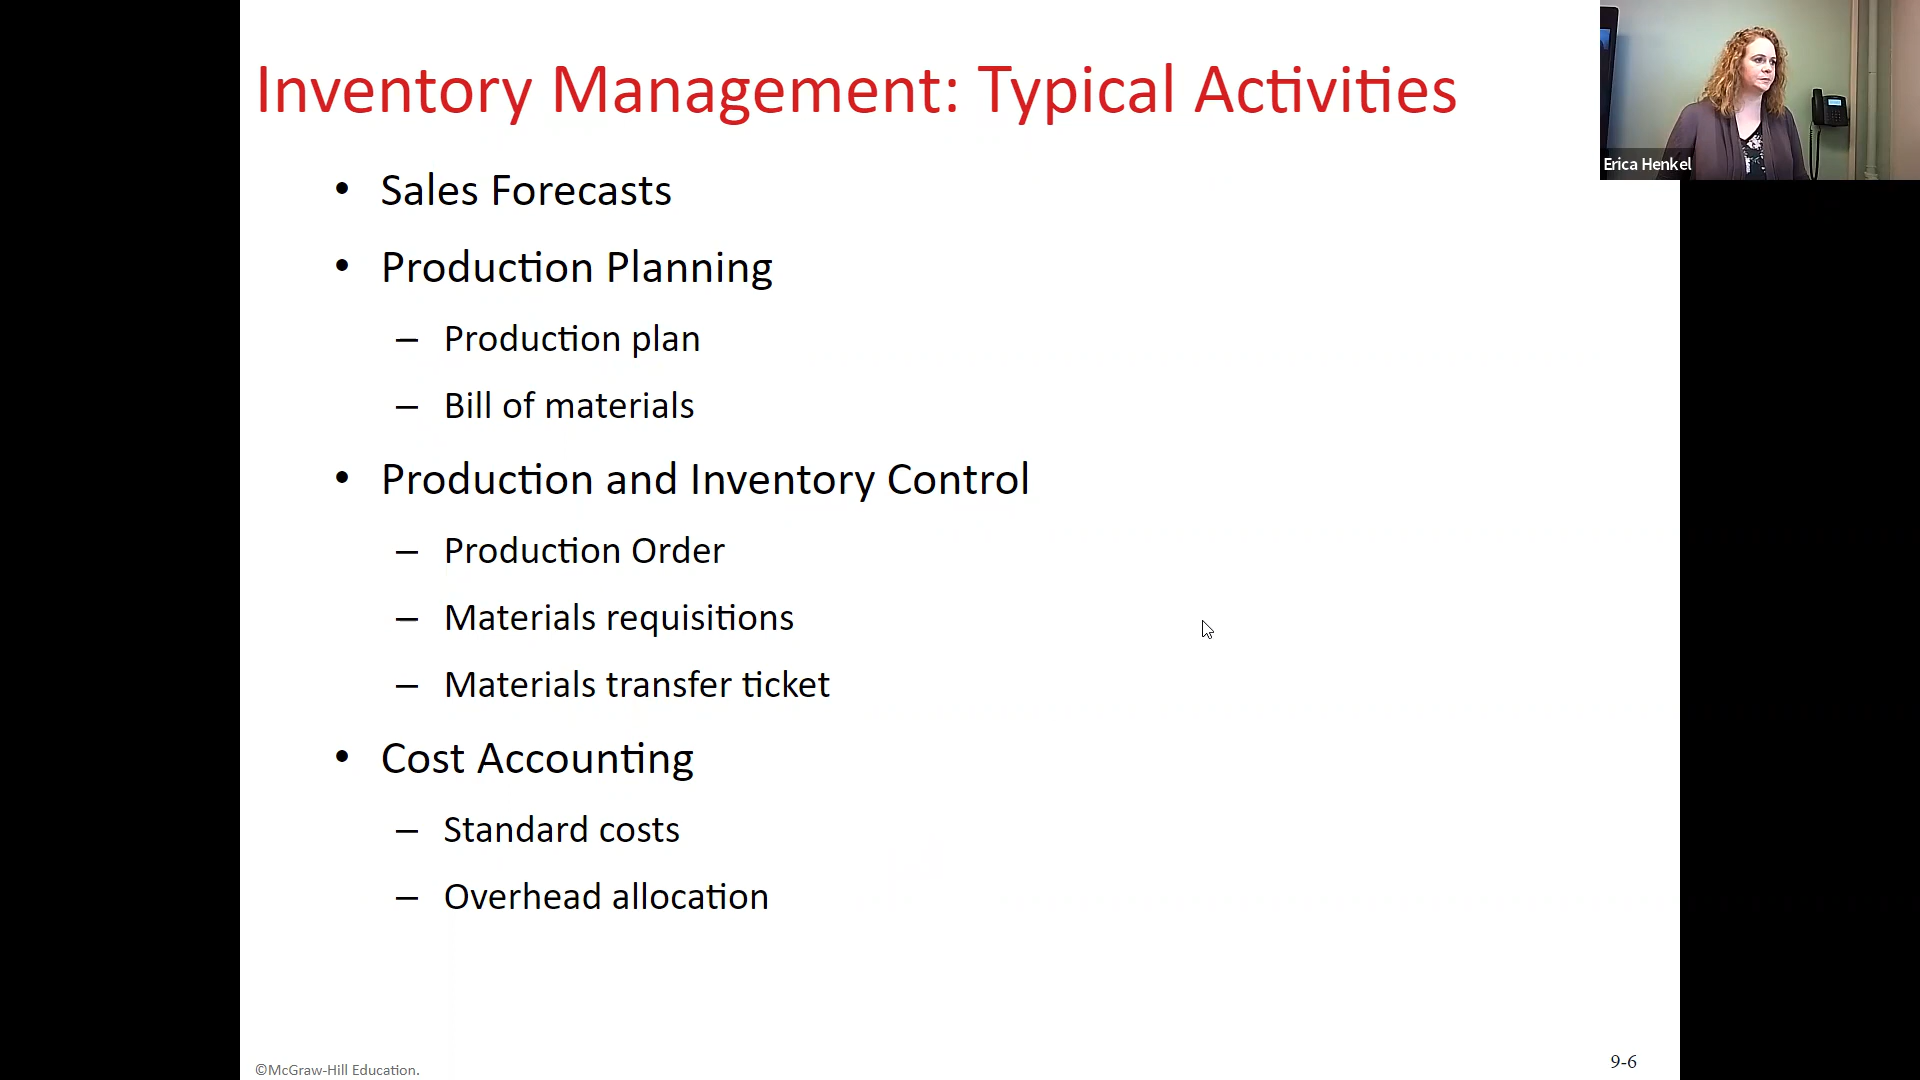 Inventory Management: Typical Activities
Erica Henkel
• Sales Forecasts
• Production Planning
– Production plan
– Bill of materials
• Production and Inventory Control
– Production Order
– Materials requisitions
– Materials transfer ticket
• Cost Accounting
– Standard costs
– Overhead allocation
©McGraw-Hill Education.
9-6